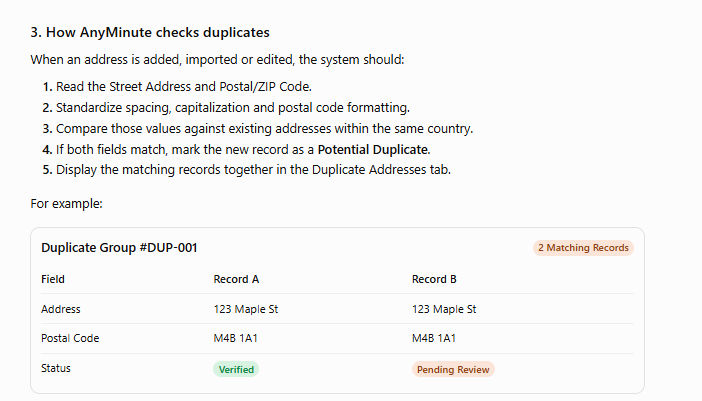 3. How AnyMinute checks duplicates
When an address is added, imported or edited, the system should:
1. Read the Street Address and Postal/ZIP Code.
2. Standardize spacing, capitalization and postal code formatting.
3. Compare those values against existing addresses within the same country.
4. If both fields match, mark the new record as a Potential Duplicate.
5. Display the matching records together in the Duplicate Addresses tab.
For example:
Duplicate Group #DUP-001 2 Matching Records
Field Record A Record B
Address 123 Maple St 123 Maple St
Postal Code M4B 1A1 M4B 1A1
Status Verified Pending Review